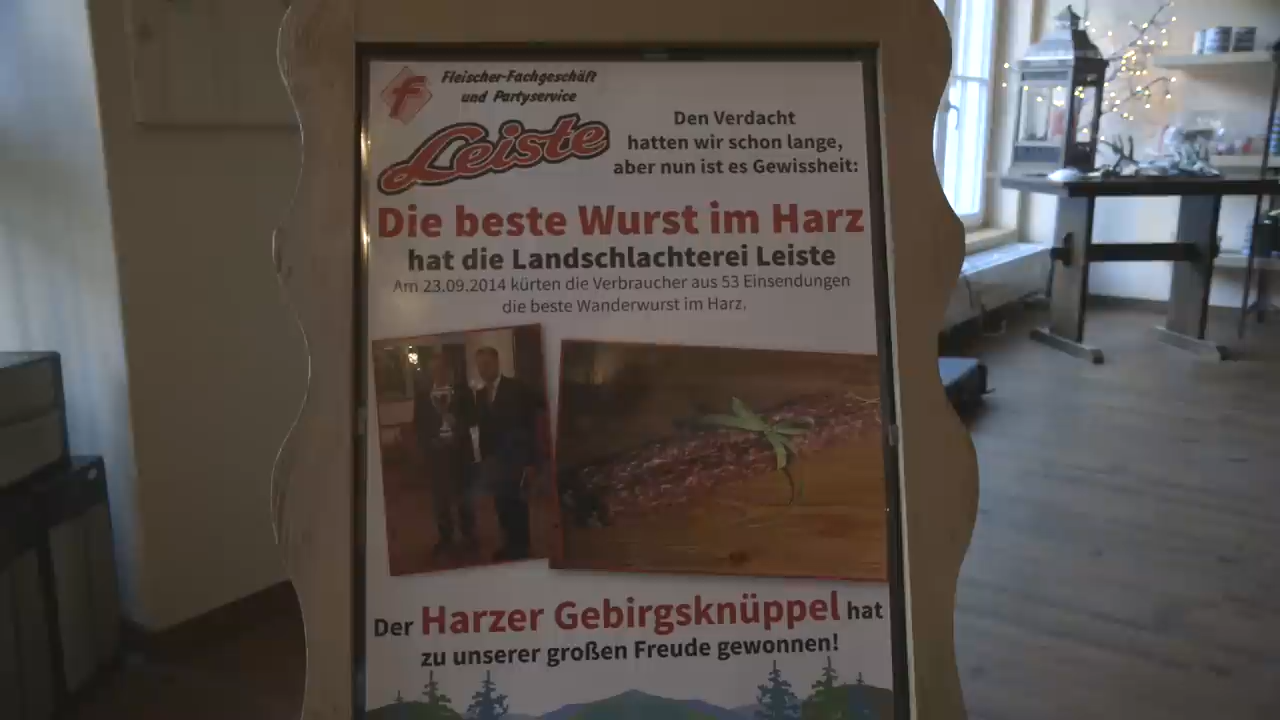 Fleischer-Fachgeschäft
und Partyservice
Leiste
Den Verdacht
hatten wir schon lange,
aber nun ist es Gewissheit:
Die beste Wurst im Harz
hat die Landschlachterei Leiste
Am 23.09.2014 kürten die Verbraucher aus 53 Einsendungen
die beste Wanderwurst im Harz.
Der Harzer Gebirgsknüppel hat
zu unserer großen Freude gewonnen!